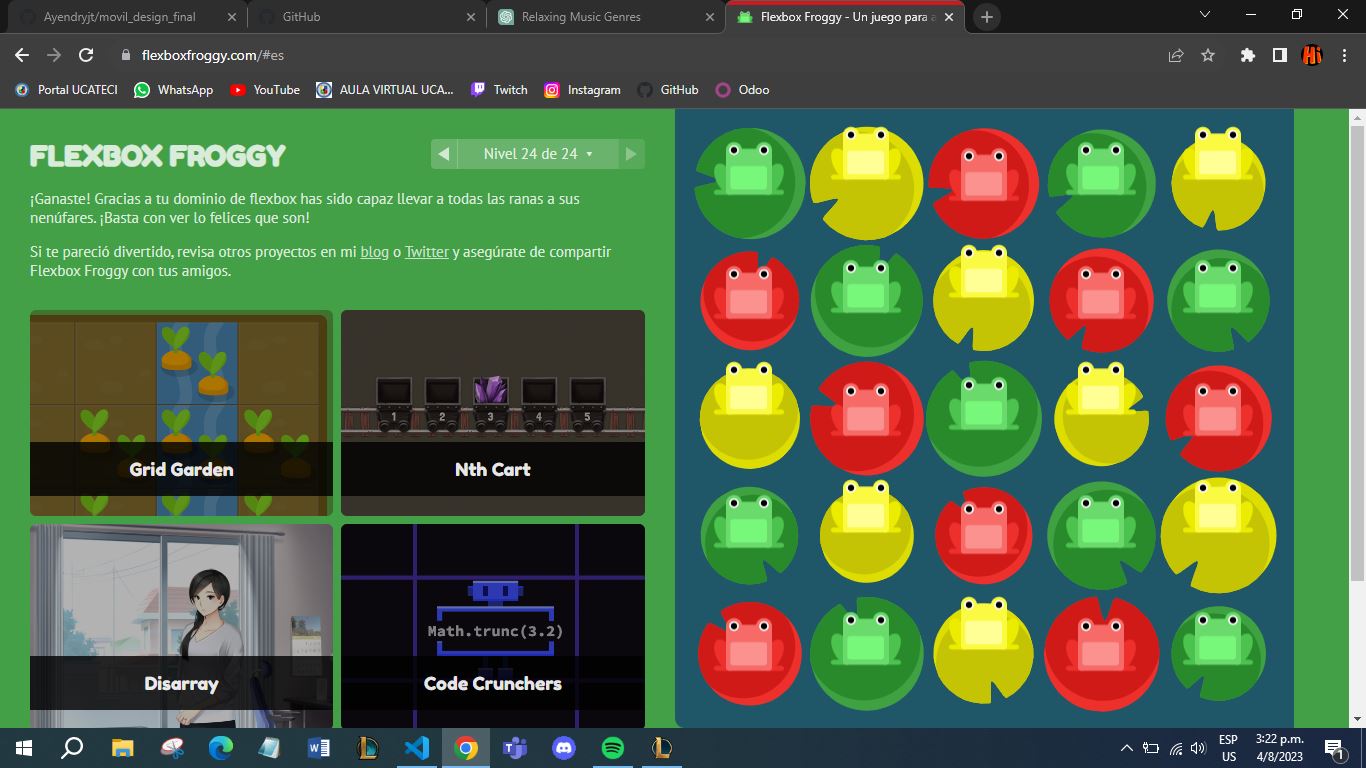 Ayendryjt/movil_design_final
GitHub
Relaxing Music Genres
Flexbox Froggy - Un juego para a
flexboxfroggy.com/#es
Hi
Portal UCATECI
WhatsApp
YouTube
AULA VIRTUAL UCA...
Twitch
Instagram
GitHub
Odoo
FLEXBOX FROGGY
Nivel 24 de 24
¡Ganaste! Gracias a tu dominio de flexbox has sido capaz llevar a todas las ranas a sus
nenúfares. ¡Basta con ver lo felices que son!
Si te pareció divertido, revisa otros proyectos en mi blog o Twitter y asegúrate de compartir
Flexbox Froggy con tus amigos.
Grid Garden
1 2 3 4 5
Nth Cart
Disarray
Math.trunc(3.2)
Code Crunchers
ESP
US
3:22 p.m.
4/8/2023
1